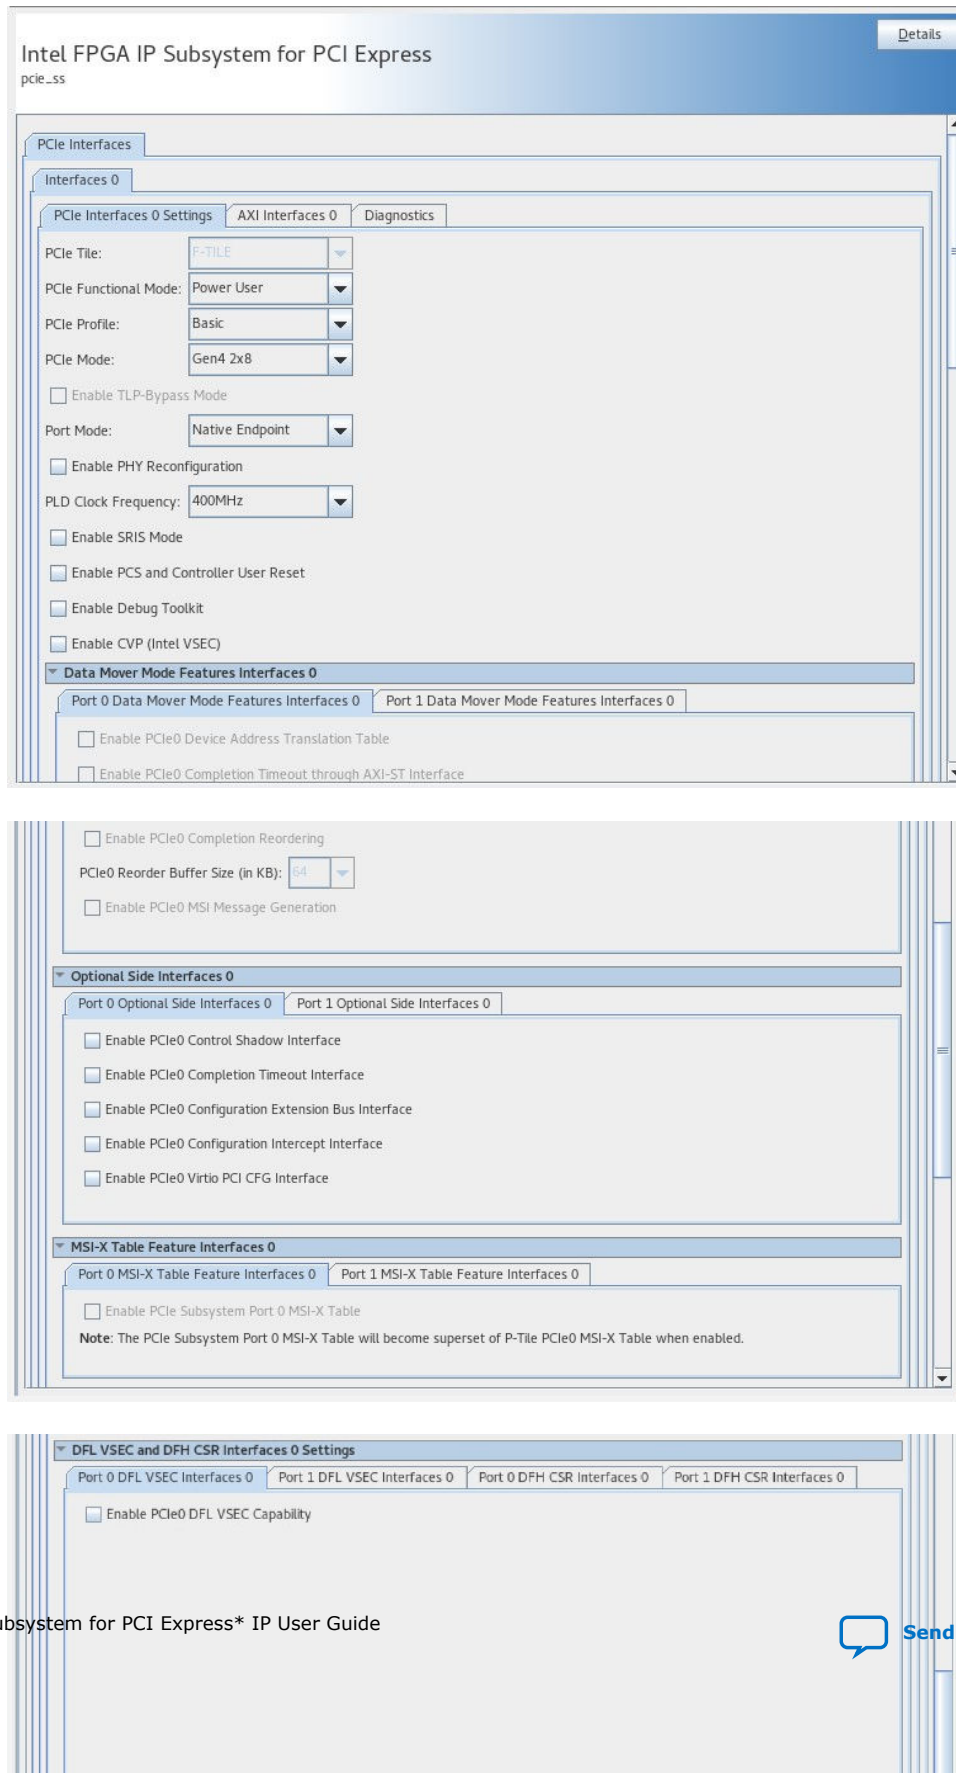 Details
Intel FPGA IP Subsystem for PCI Express
pcie_ss
PCIe Interfaces
Interfaces 0
PCIe Interfaces 0 Settings AXI Interfaces 0 Diagnostics
PCIe Tile: F-TILE
PCIe Functional Mode: Power User
PCIe Profile: Basic
PCIe Mode: Gen4 2x8
Enable TLP-Bypass Mode
Port Mode: Native Endpoint
Enable PHY Reconfiguration
PLD Clock Frequency: 400MHz
Enable SRIS Mode
Enable PCS and Controller User Reset
Enable Debug Toolkit
Enable CVP (Intel VSEC)
Data Mover Mode Features Interfaces 0
Port 0 Data Mover Mode Features Interfaces 0 Port 1 Data Mover Mode Features Interfaces 0
Enable PCIe0 Device Address Translation Table
Enable PCIe0 Completion Timeout through AXI-ST Interface
Enable PCIe0 Completion Reordering
PCIe0 Reorder Buffer Size (in KB): 64
Enable PCIe0 MSI Message Generation
Optional Side Interfaces 0
Port 0 Optional Side Interfaces 0 Port 1 Optional Side Interfaces 0
Enable PCIe0 Control Shadow Interface
Enable PCIe0 Completion Timeout Interface
Enable PCIe0 Configuration Extension Bus Interface
Enable PCIe0 Configuration Intercept Interface
Enable PCIe0 Virtio PCI CFG Interface
MSI-X Table Feature Interfaces 0
Port 0 MSI-X Table Feature Interfaces 0 Port 1 MSI-X Table Feature Interfaces 0
Enable PCIe Subsystem Port 0 MSI-X Table
Note: The PCIe Subsystem Port 0 MSI-X Table will become superset of P-Tile PCIe0 MSI-X Table when enabled.
DFL VSEC and DFH CSR Interfaces 0 Settings
Port 0 DFL VSEC Interfaces 0 Port 1 DFL VSEC Interfaces 0 Port 0 DFH CSR Interfaces 0 Port 1 DFH CSR Interfaces 0
Enable PCIe0 DFL VSEC Capability
ubsystem for PCI Express* IP User Guide
Send